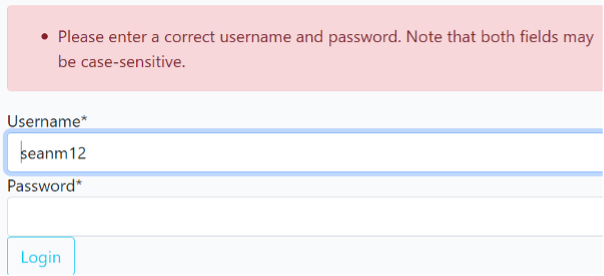 Please enter a correct username and password. Note that both fields may
be case-sensitive.
Username*
seanm12
Password*
Login